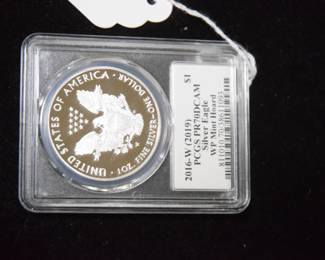 UNITED STATES OF AMERICA
1 OZ. FINE SILVER~ONE DOLLAR
2016-W (2019) $1
PCGS PR70DCAM
Silver Eagle
WP Mint Hoard